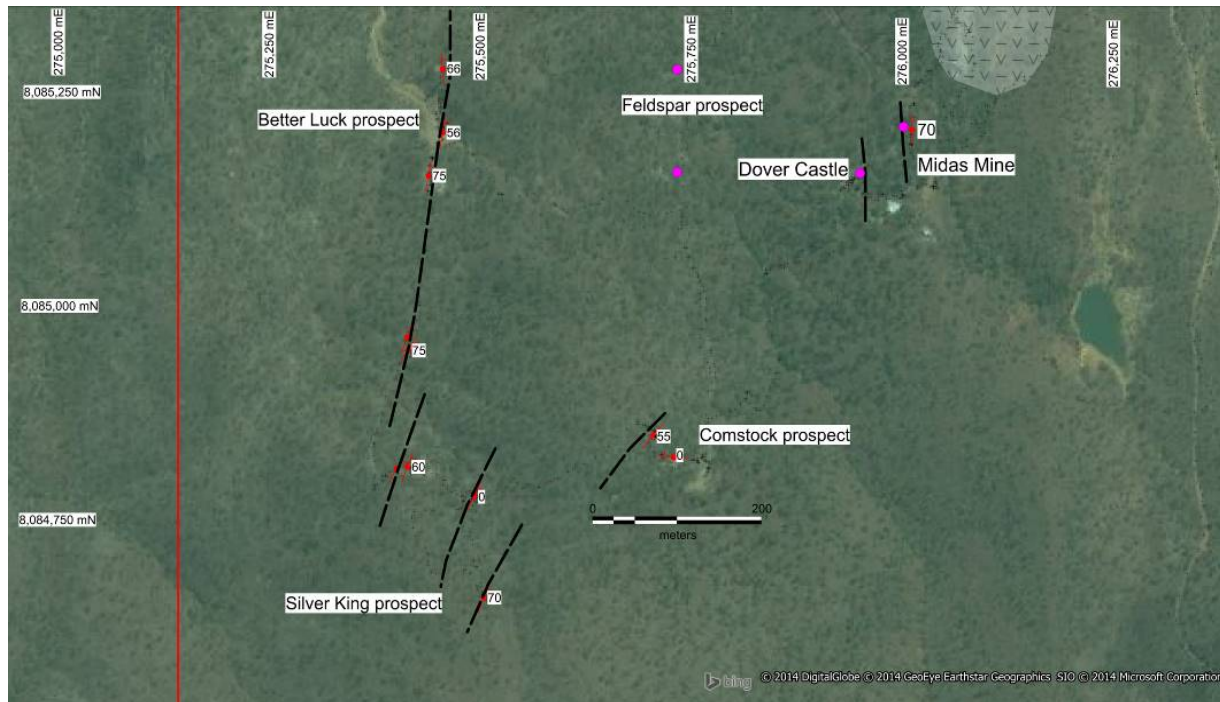 275,000 mE
275,250 mE
275,500 mE
275,750 mE
276,000 mE
276,250 mE
66
8,085,250 mN
Feldspar prospect
Better Luck prospect
56
70
Midas Mine
Dover Castle
75
8,085,000 mN
75
Comstock prospect
55
0
60
0
8,084,750 mN
0
200
meters
Silver King prospect
70
bing
© 2014 DigitalGlobe © 2014 GeoEye Earthstar Geographics SIO © 2014 Microsoft Corporation